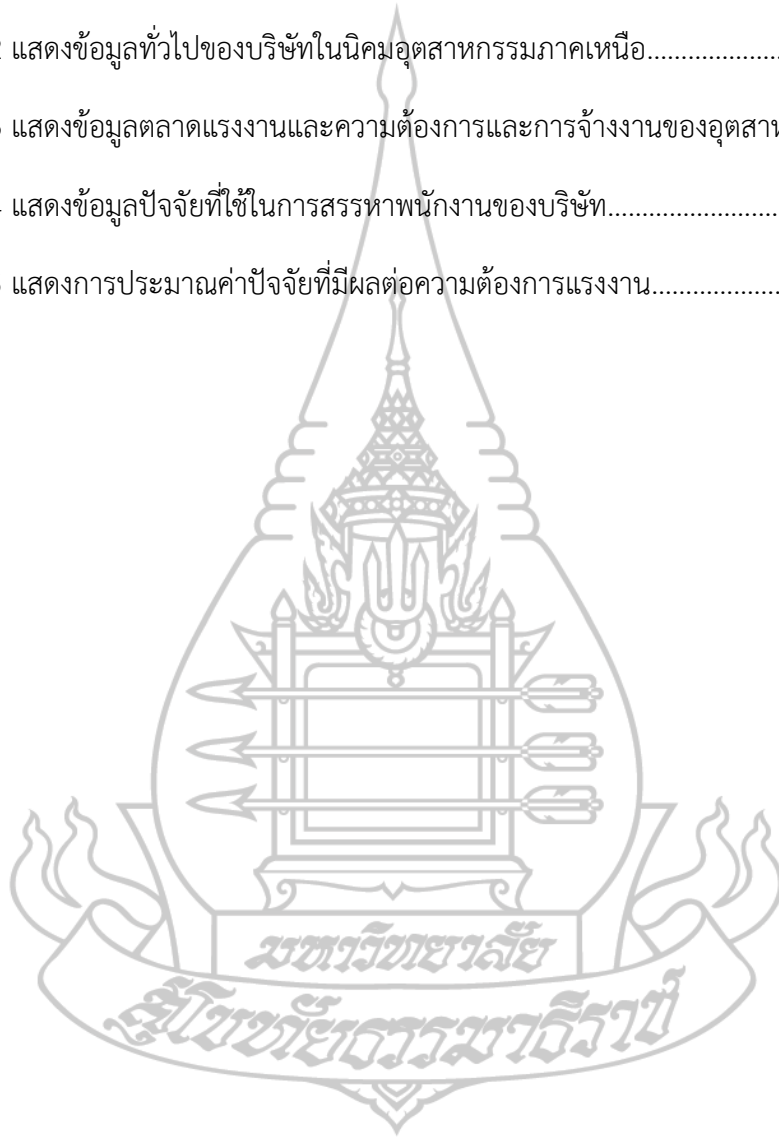 แสดงข้อมูลทั่วไปของบริษัทในนิคมอุตสาหกรรมภาคเหนือ......................
แสดงข้อมูลตลาดแรงงานและความต้องการและการจ้างงานของอุตสาห
แสดงข้อมูลปัจจัยที่ใช้ในการสรรหาพนักงานของบริษัท............................
แสดงการประมาณค่าปัจจัยที่มีผลต่อความต้องการแรงงาน.....................
มหาวิทยาลัย
สุโขทัยธรรมาธิราช